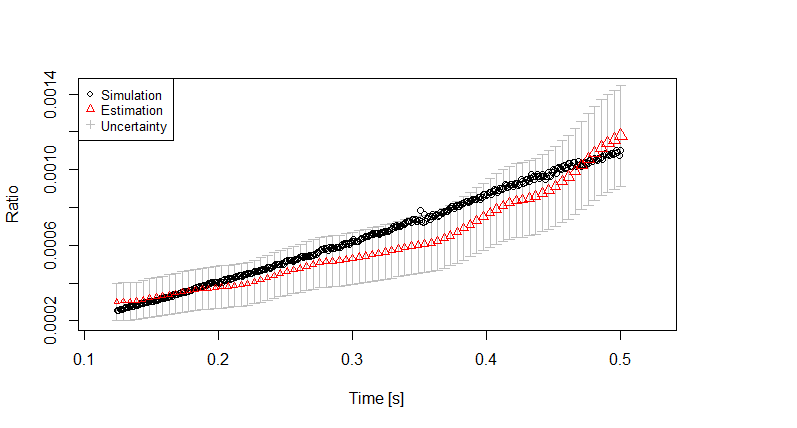 Simulation
Estimation
Uncertainty
Ratio
0.0014
0.0010
0.0006
0.0002
0.1
0.2
0.3
0.4
0.5
Time [s]